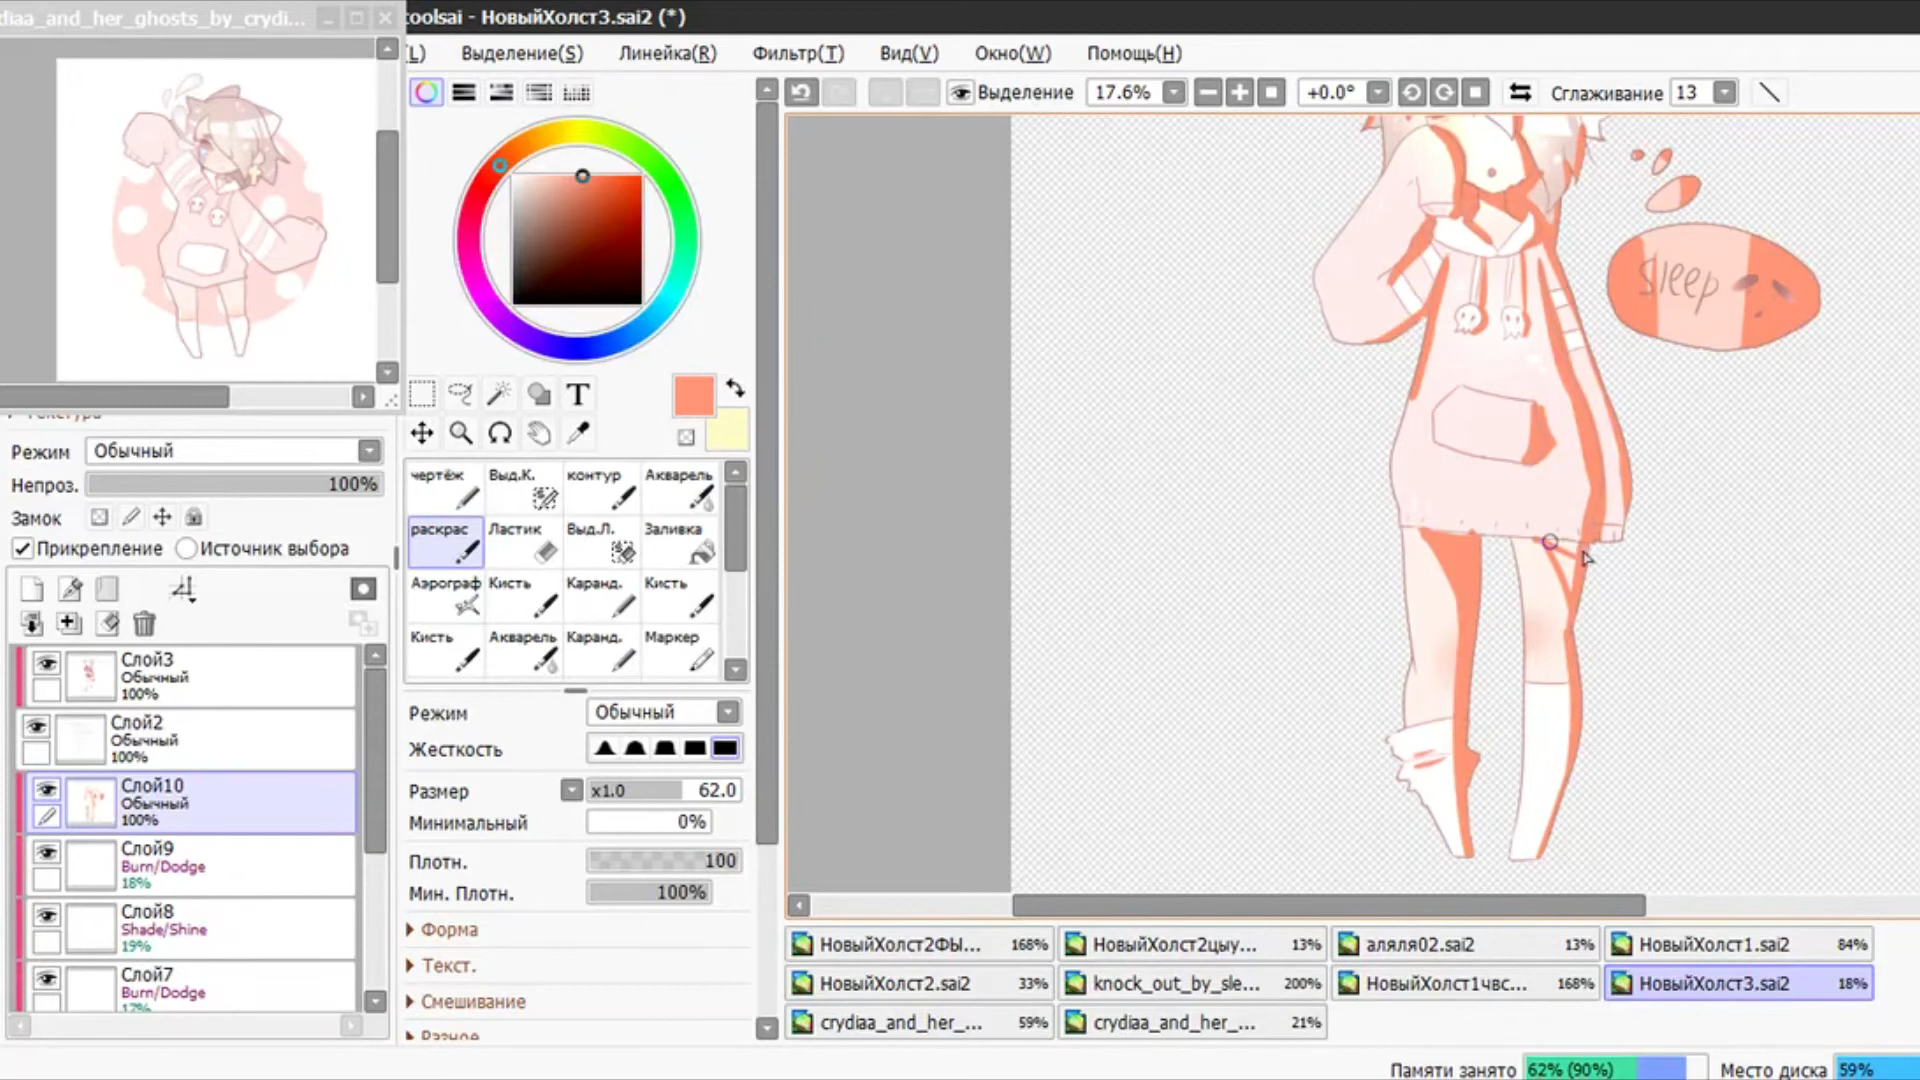 diaa_and_her_ghosts_by_crydi...
toolsai - НовыйХолст3.sai2 (*)
(L) Выделение(S) Линейка(R) Фильтр(T) Вид(V) Окно(W) Помощь(H)
Выделение 17.6% +0.0° Сглаживание 13
sleep
T
Режим Обычный
Непроз. 100%
Замок
Прикрепление Источник выбора
чертёж Выд.К. контур Акварель
раскрас Ластик Выд.Л. Заливка
Аэрограф Кисть Каранд. Кисть
Кисть Акварель Каранд. Маркер
Слой3
Обычный
100%
Слой2
Обычный
100%
Слой10
Обычный
100%
Слой9
Burn/Dodge
18%
Слой8
Shade/Shine
19%
Слой7
Burn/Dodge
17%
Режим Обычный
Жесткость
Размер x1.0 62.0
Минимальный 0%
Плотн. 100
Мин. Плотн. 100%
Форма
Текст.
Смешивание
Разное
НовыйХолст2ФЫ... 168% НовыйХолст2цыу... 13% аляля02.sai2 13% НовыйХолст1.sai2 84%
НовыйХолст2.sai2 33% knock_out_by_sle... 200% НовыйХолст1чвс... 168% НовыйХолст3.sai2 18%
crydiaa_and_her_... 59% crydiaa_and_her_... 21%
Памяти занято 62% (90%) Место диска 59%